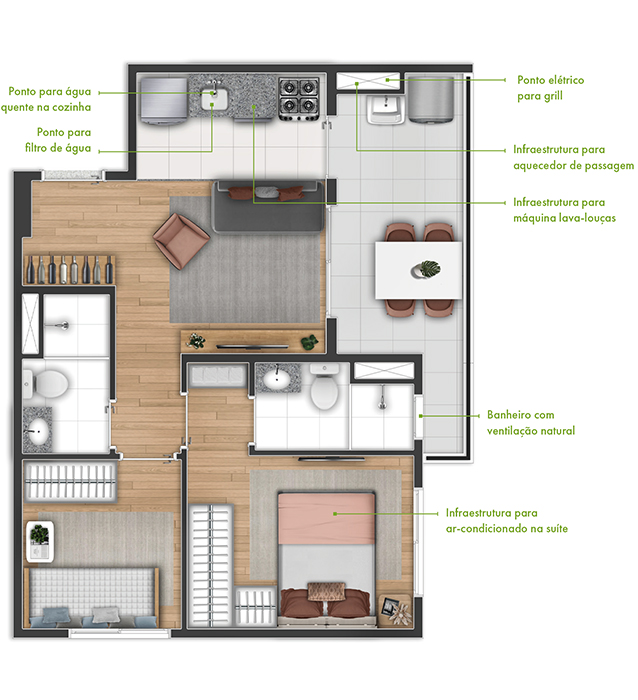 Ponto para água
quente na cozinha
Ponto para
filtro de água
Ponto elétrico
para grill
Infraestrutura para
aquecedor de passagem
Infraestrutura para
máquina lava-louças
Banheiro com
ventilação natural
Infraestrutura para
ar-condicionado na suíte